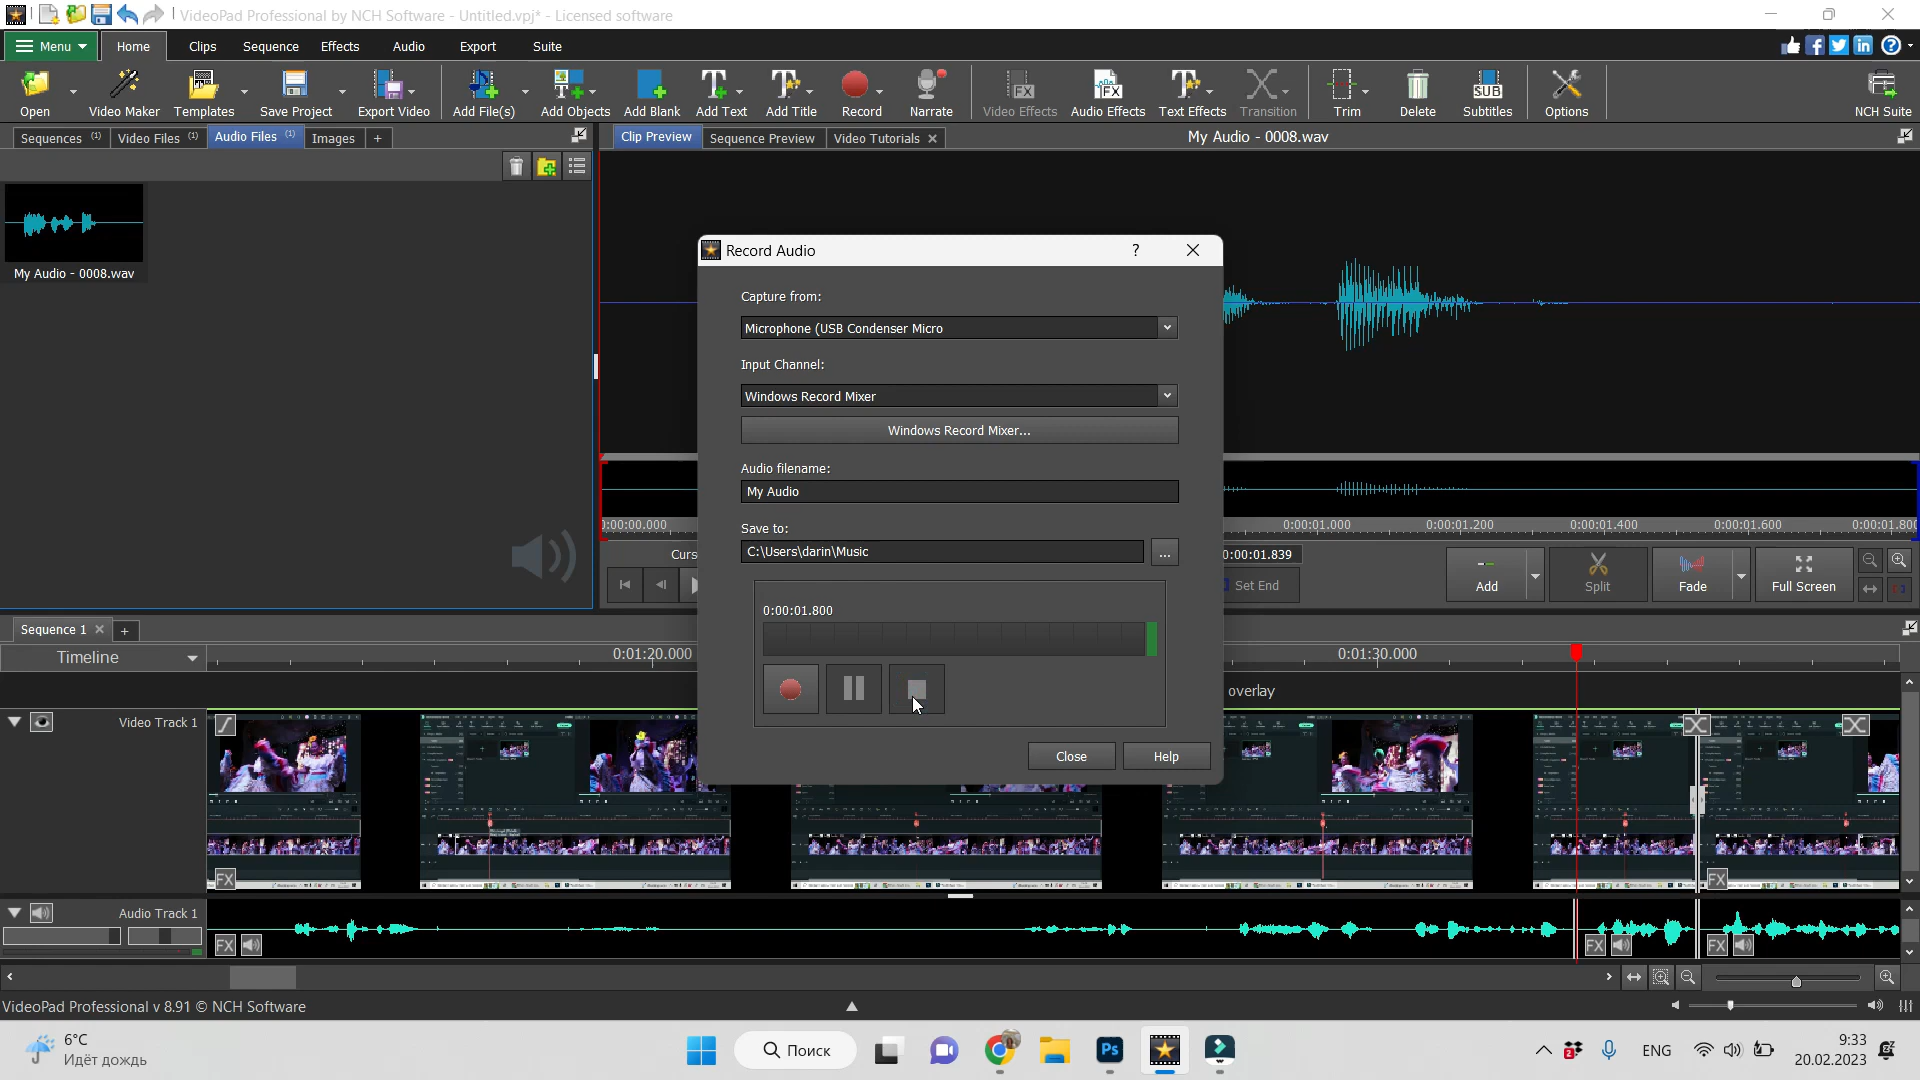 VideoPad Professional by NCH Software - Untitled.vpj* - Licensed software
Menu Home Clips Sequence Effects Audio Export Suite
Open Video Maker Templates Save Project Export Video Add File(s) Add Objects Add Blank Add Text Add Title Record Narrate Video Effects Audio Effects Text Effects Transition Trim Delete Subtitles Options NCH Suite
Sequences (1) Video Files (1) Audio Files (1) Images + Clip Preview Sequence Preview Video Tutorials My Audio - 0008.wav
My Audio - 0008.wav
Record Audio ?
Capture from:
Microphone (USB Condenser Micro
Input Channel:
Windows Record Mixer
Windows Record Mixer...
Audio filename:
My Audio
Save to:
C:\Users\darin\Music ...
0:00:01.800
Close Help
0:00:00.000 0:00:01.000 0:00:01.200 0:00:01.400 0:00:01.600 0:00:01.800
Curs 0:00:01.839
Set End Add Split Fade Full Screen
Sequence 1 +
Timeline 0:01:20.000 0:01:30.000
overlay
Video Track 1
FX FX
Audio Track 1
FX FX FX
VideoPad Professional v 8.91 © NCH Software
6°C
Идёт дождь
Поиск
Ps
2
ENG
9:33
20.02.2023